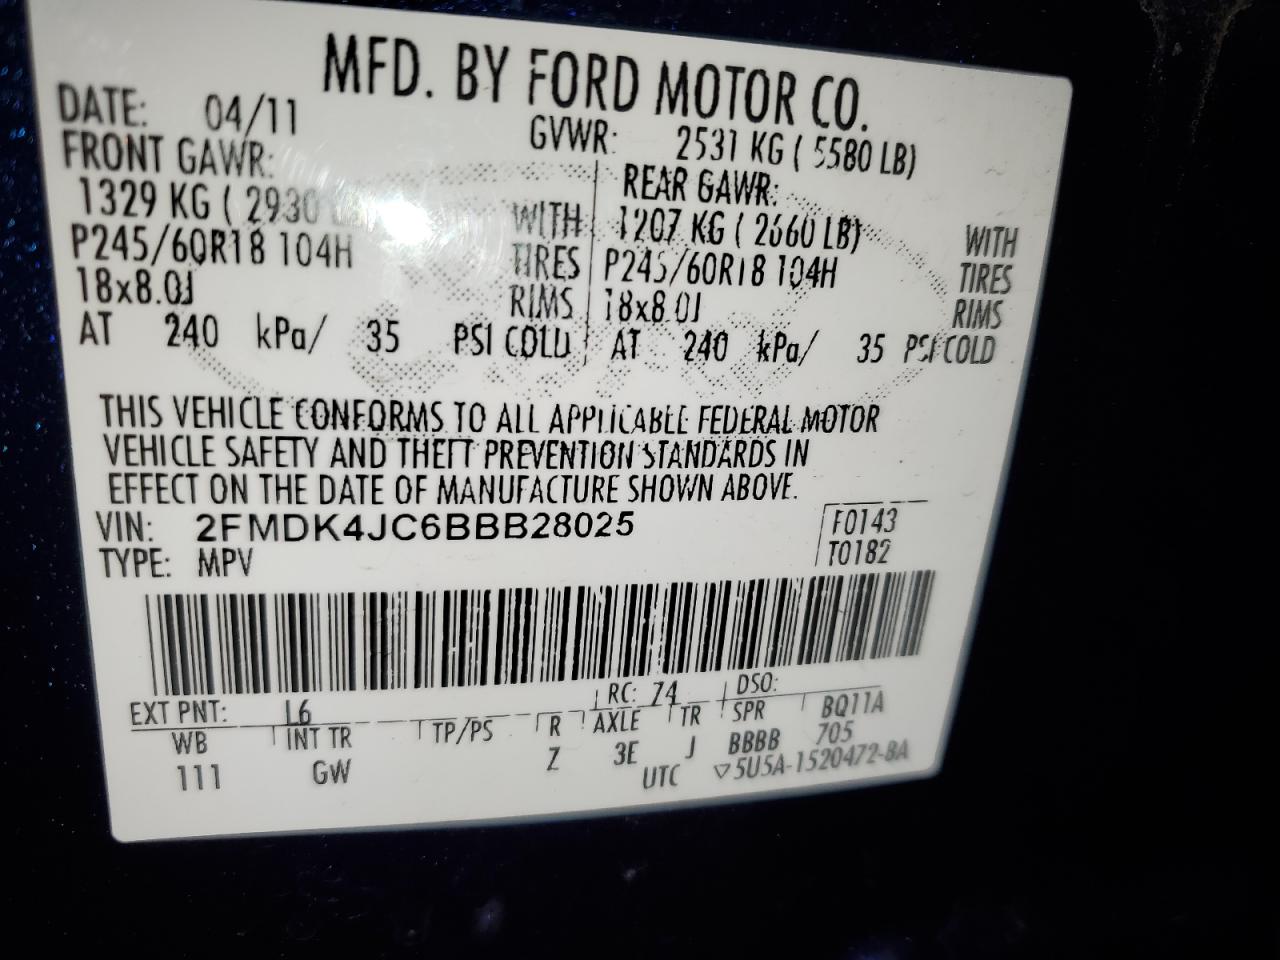 MFD. BY FORD MOTOR CO.
DATE: 04/11 GVWR: 2531 KG ( 5580 LB)
FRONT GAWR: REAR GAWR:
1329 KG ( 2930 WITH 1207 KG ( 2660 LB) WITH
P245/60R18 104H TIRES P245/60R18 104H TIRES
18x8.0J RIMS 18x8.0J RIMS
AT 240 kPa/ 35 PSI COLD AT 240 kPa/ 35 PSI COLD
THIS VEHICLE CONFORMS TO ALL APPLICABLE FEDERAL MOTOR
VEHICLE SAFETY AND THEFT PREVENTION STANDARDS IN
EFFECT ON THE DATE OF MANUFACTURE SHOWN ABOVE.
VIN: 2FMDK4JC6BBB28025 F0143
TYPE: MPV T0182
EXT PNT: L6 RC: 74 DSO:
WB INT TR TP/PS R AXLE TR SPR BQ11A
111 GW Z 3E J BBBB 705
UTC ▽5U5A-1520472-BA